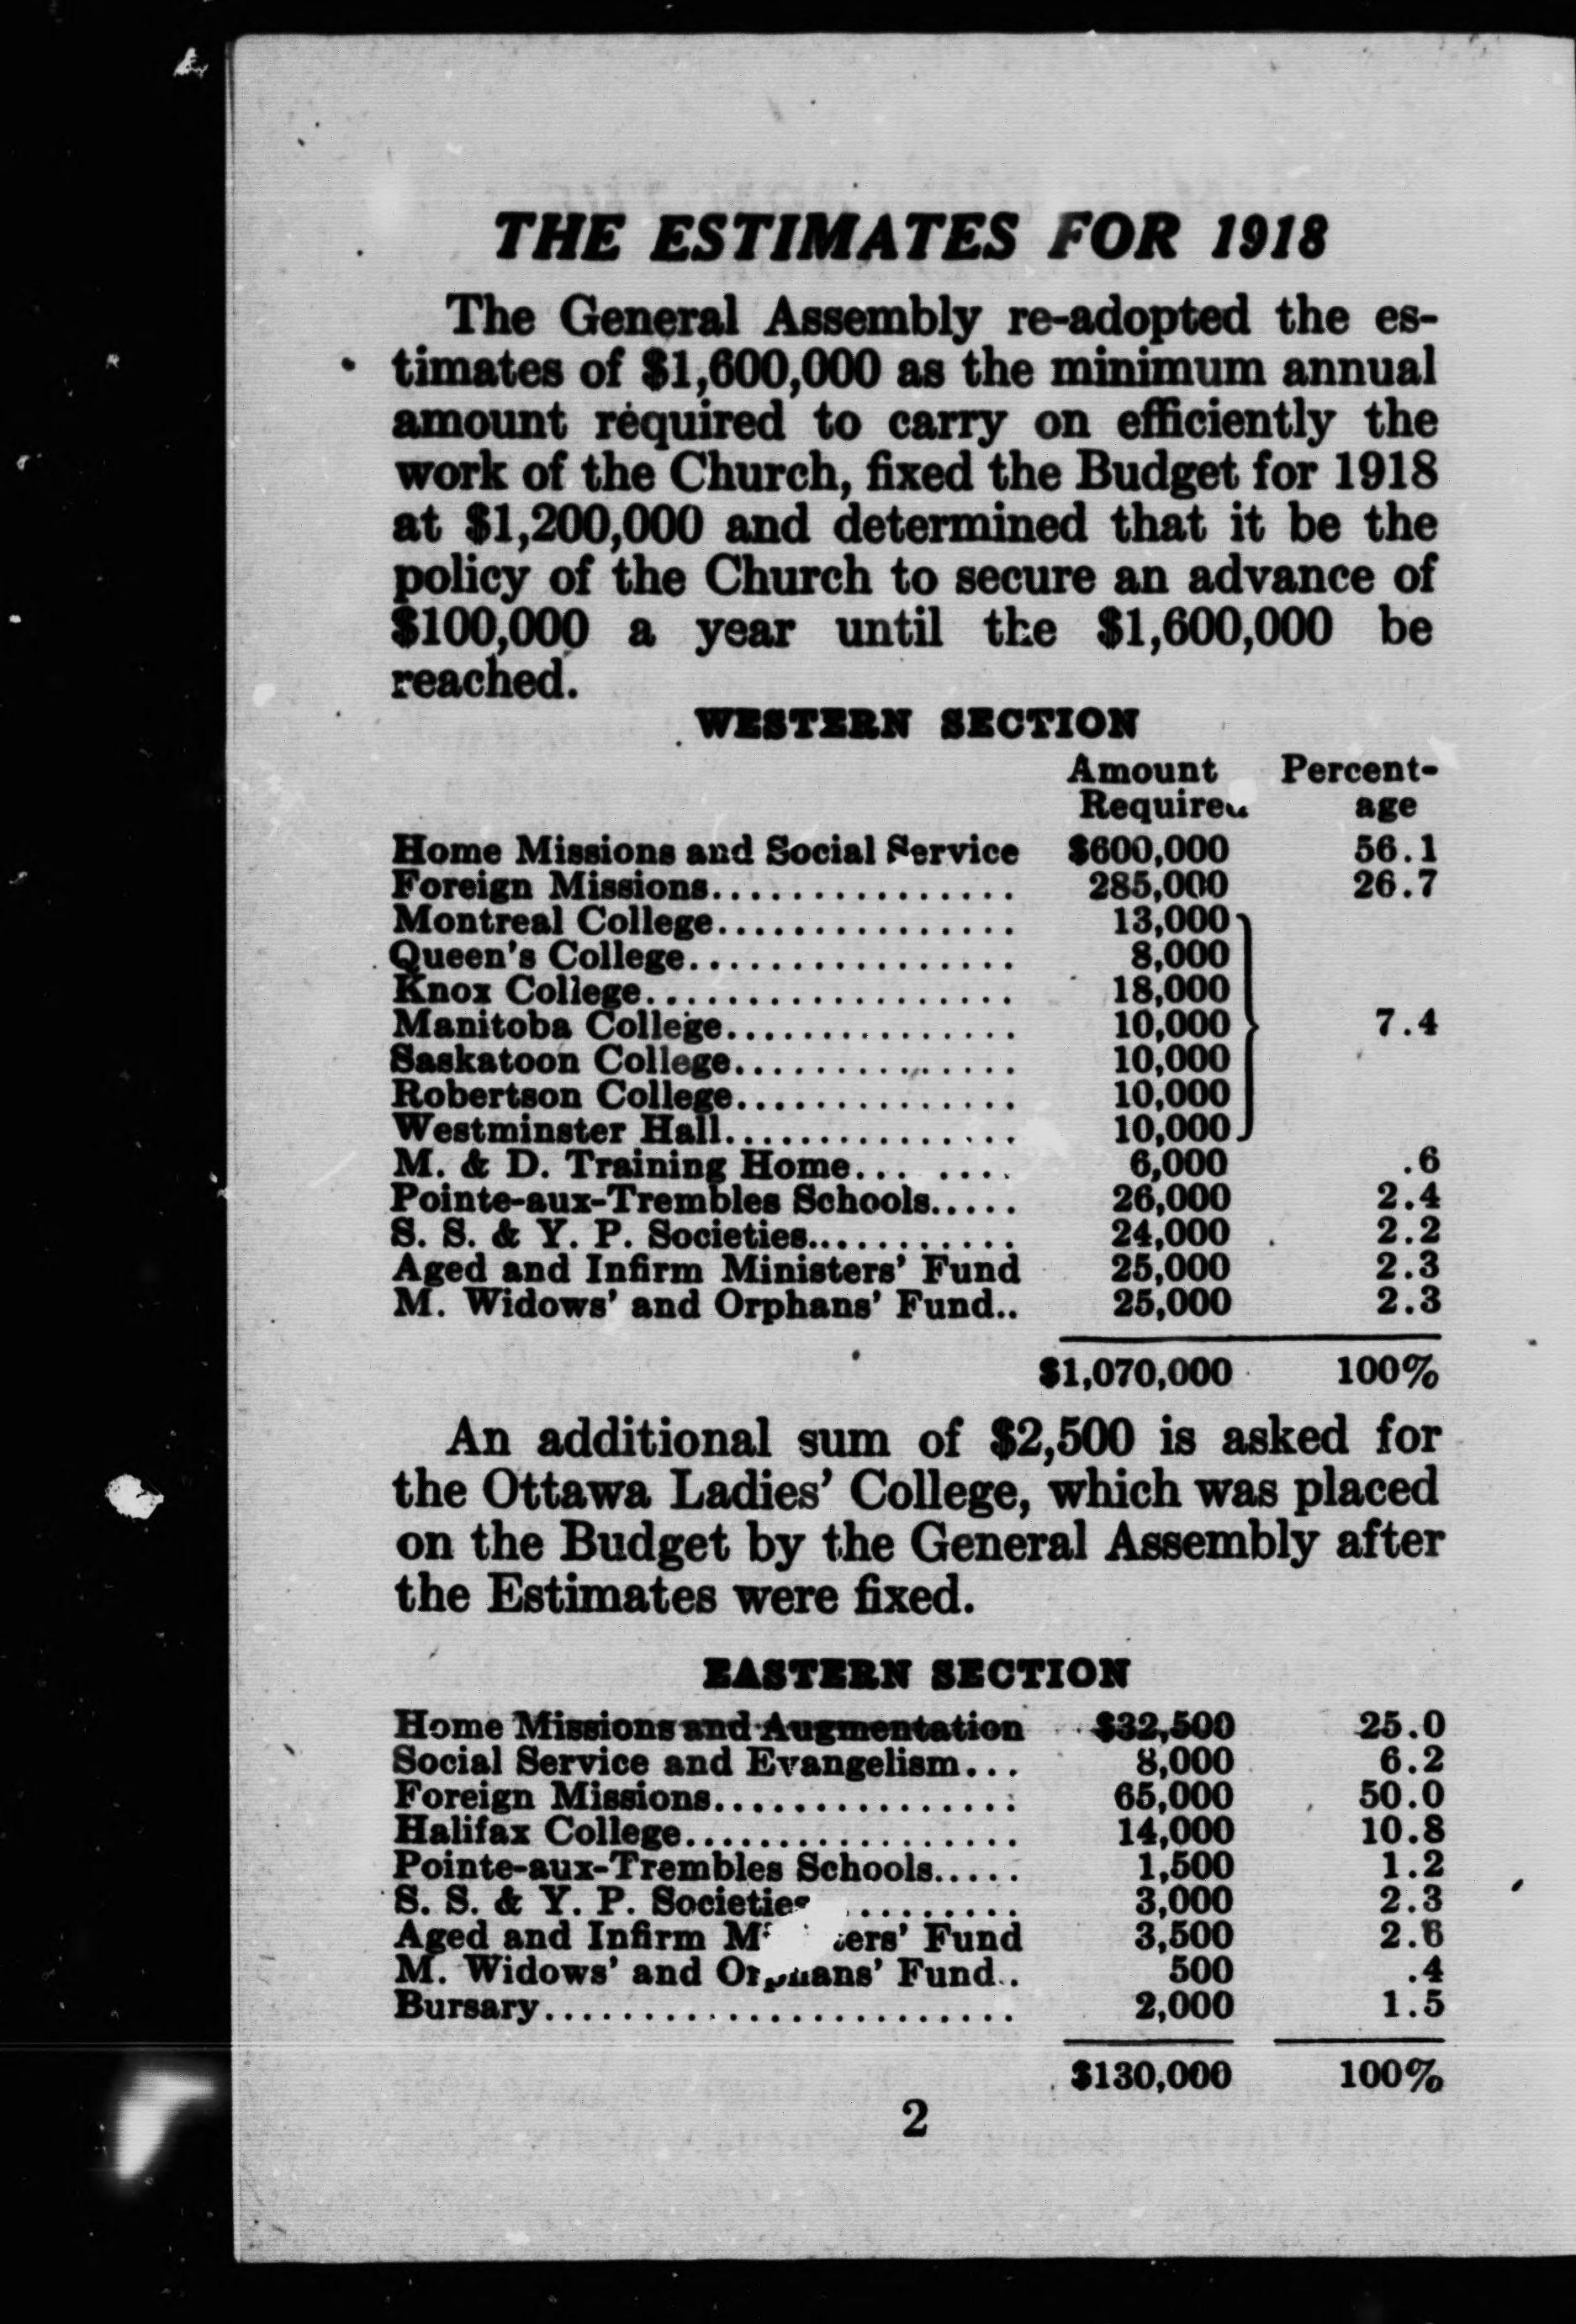 THE ESTIMATES FOR 1918
The General Assembly re-adopted the es-
timates of $1,600,000 as the minimum annual
amount required to carry on efficiently the
work of the Church, fixed the Budget for 1918
at $1,200,000 and determined that it be the
policy of the Church to secure an advance of
$100,000 a year until the $1,600,000 be
reached.
WESTERN SECTION
Amount Percent-
Required age
Home Missions and Social Service $600,000 56.1
Foreign Missions............... 285,000 26.7
Montreal College............... 13,000
Queen's College................ 8,000
Knox College.................. 18,000
Manitoba College............... 10,000 7.4
Saskatoon College.............. 10,000
Robertson College.............. 10,000
Westminster Hall............... 10,000
M. & D. Training Home... .... 6,000 .6
Pointe-aux-Trembles Schools..... 26,000 2.4
S. S. & Y. P. Societies........... 24,000 2.2
Aged and Infirm Ministers' Fund 25,000 2.3
M. Widows' and Orphans' Fund.. 25,000 2.3
$1,070,000 100%
An additional sum of $2,500 is asked for
the Ottawa Ladies' College, which was placed
on the Budget by the General Assembly after
the Estimates were fixed.
EASTERN SECTION
Home Missions and Augmentation $32,500 25.0
Social Service and Evangelism... 8,000 6.2
Foreign Missions............... 65,000 50.0
Halifax College................. 14,000 10.8
Pointe-aux-Trembles Schools..... 1,500 1.2
S. S. & Y. P. Societies ......... 3,000 2.3
Aged and Infirm Ministers' Fund 3,500 2.6
M. Widows' and Orphans' Fund.. 500 .4
Bursary....................... 2,000 1.5
$130,000 100%
2